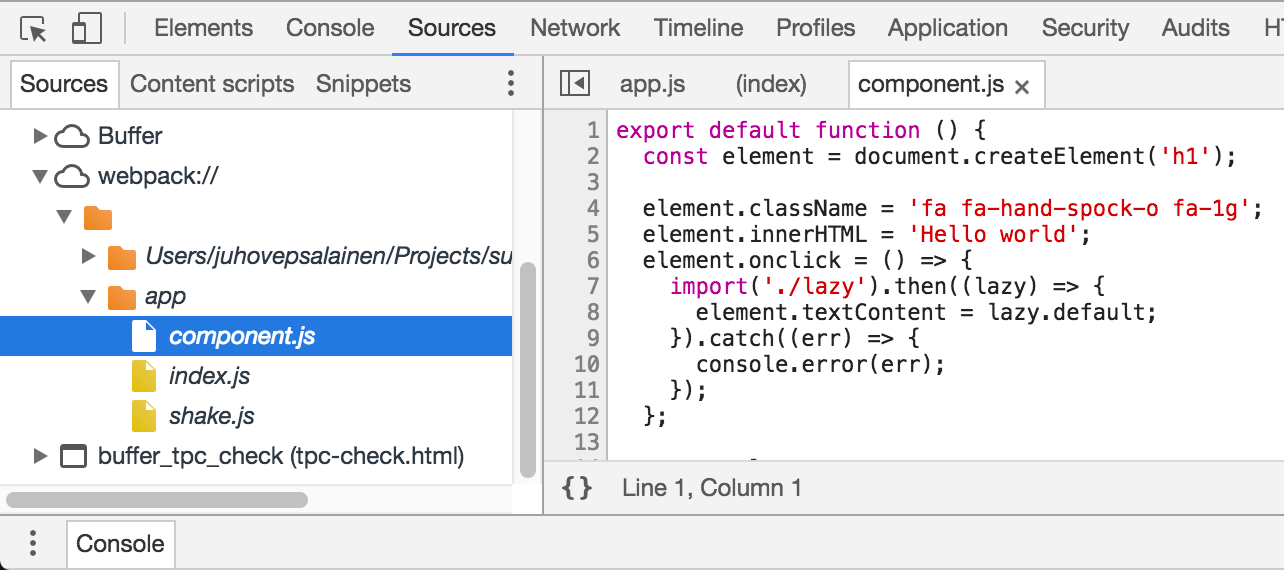 Elements Console Sources Network Timeline Profiles Application Security Audits
Sources Content scripts Snippets
Buffer
webpack://
Users/juhovepsalainen/Projects/su
app
component.js
index.js
shake.js
buffer_tpc_check (tpc-check.html)
app.js (index) component.js ×
1 export default function () {
2   const element = document.createElement('h1');
3
4   element.className = 'fa fa-hand-spock-o fa-1g';
5   element.innerHTML = 'Hello world';
6   element.onclick = () => {
7     import('./lazy').then((lazy) => {
8       element.textContent = lazy.default;
9     }).catch((err) => {
10       console.error(err);
11     });
12   };
13
{} Line 1, Column 1
Console